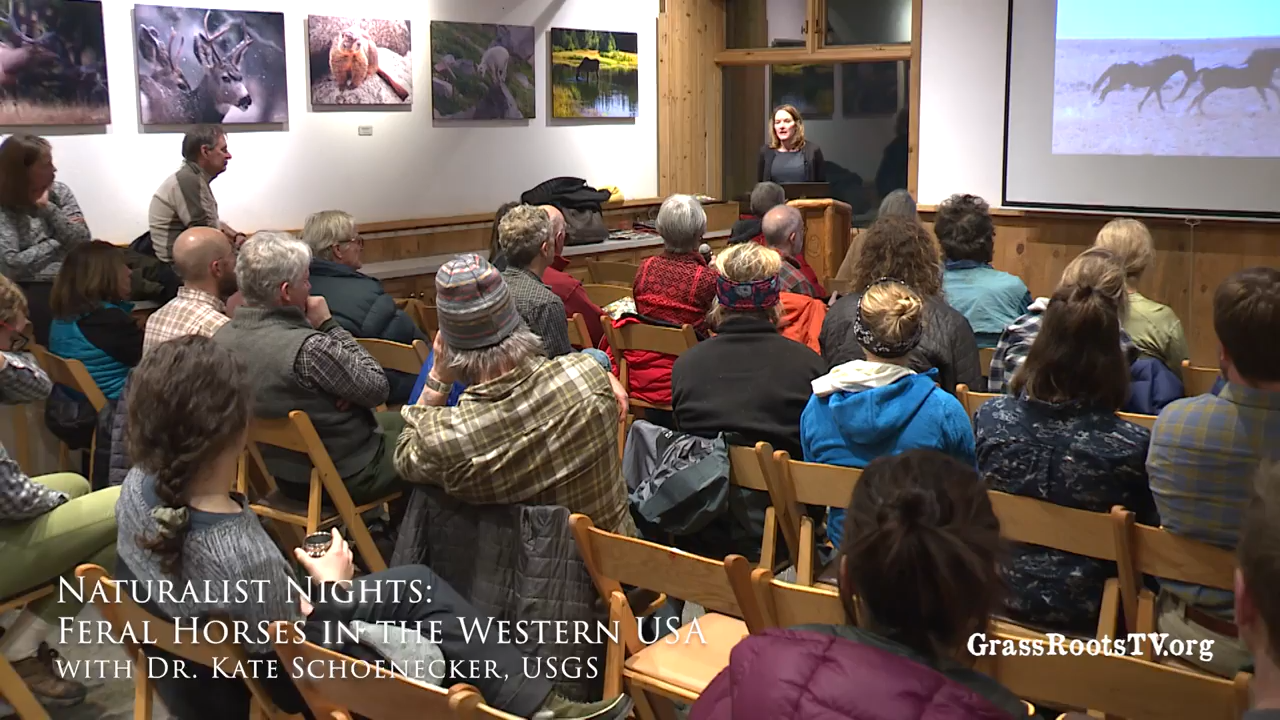 Naturalist Nights:
Feral Horses in the Western USA
with Dr. Kate Schoenecker, USGS
GrassRootsTV.org